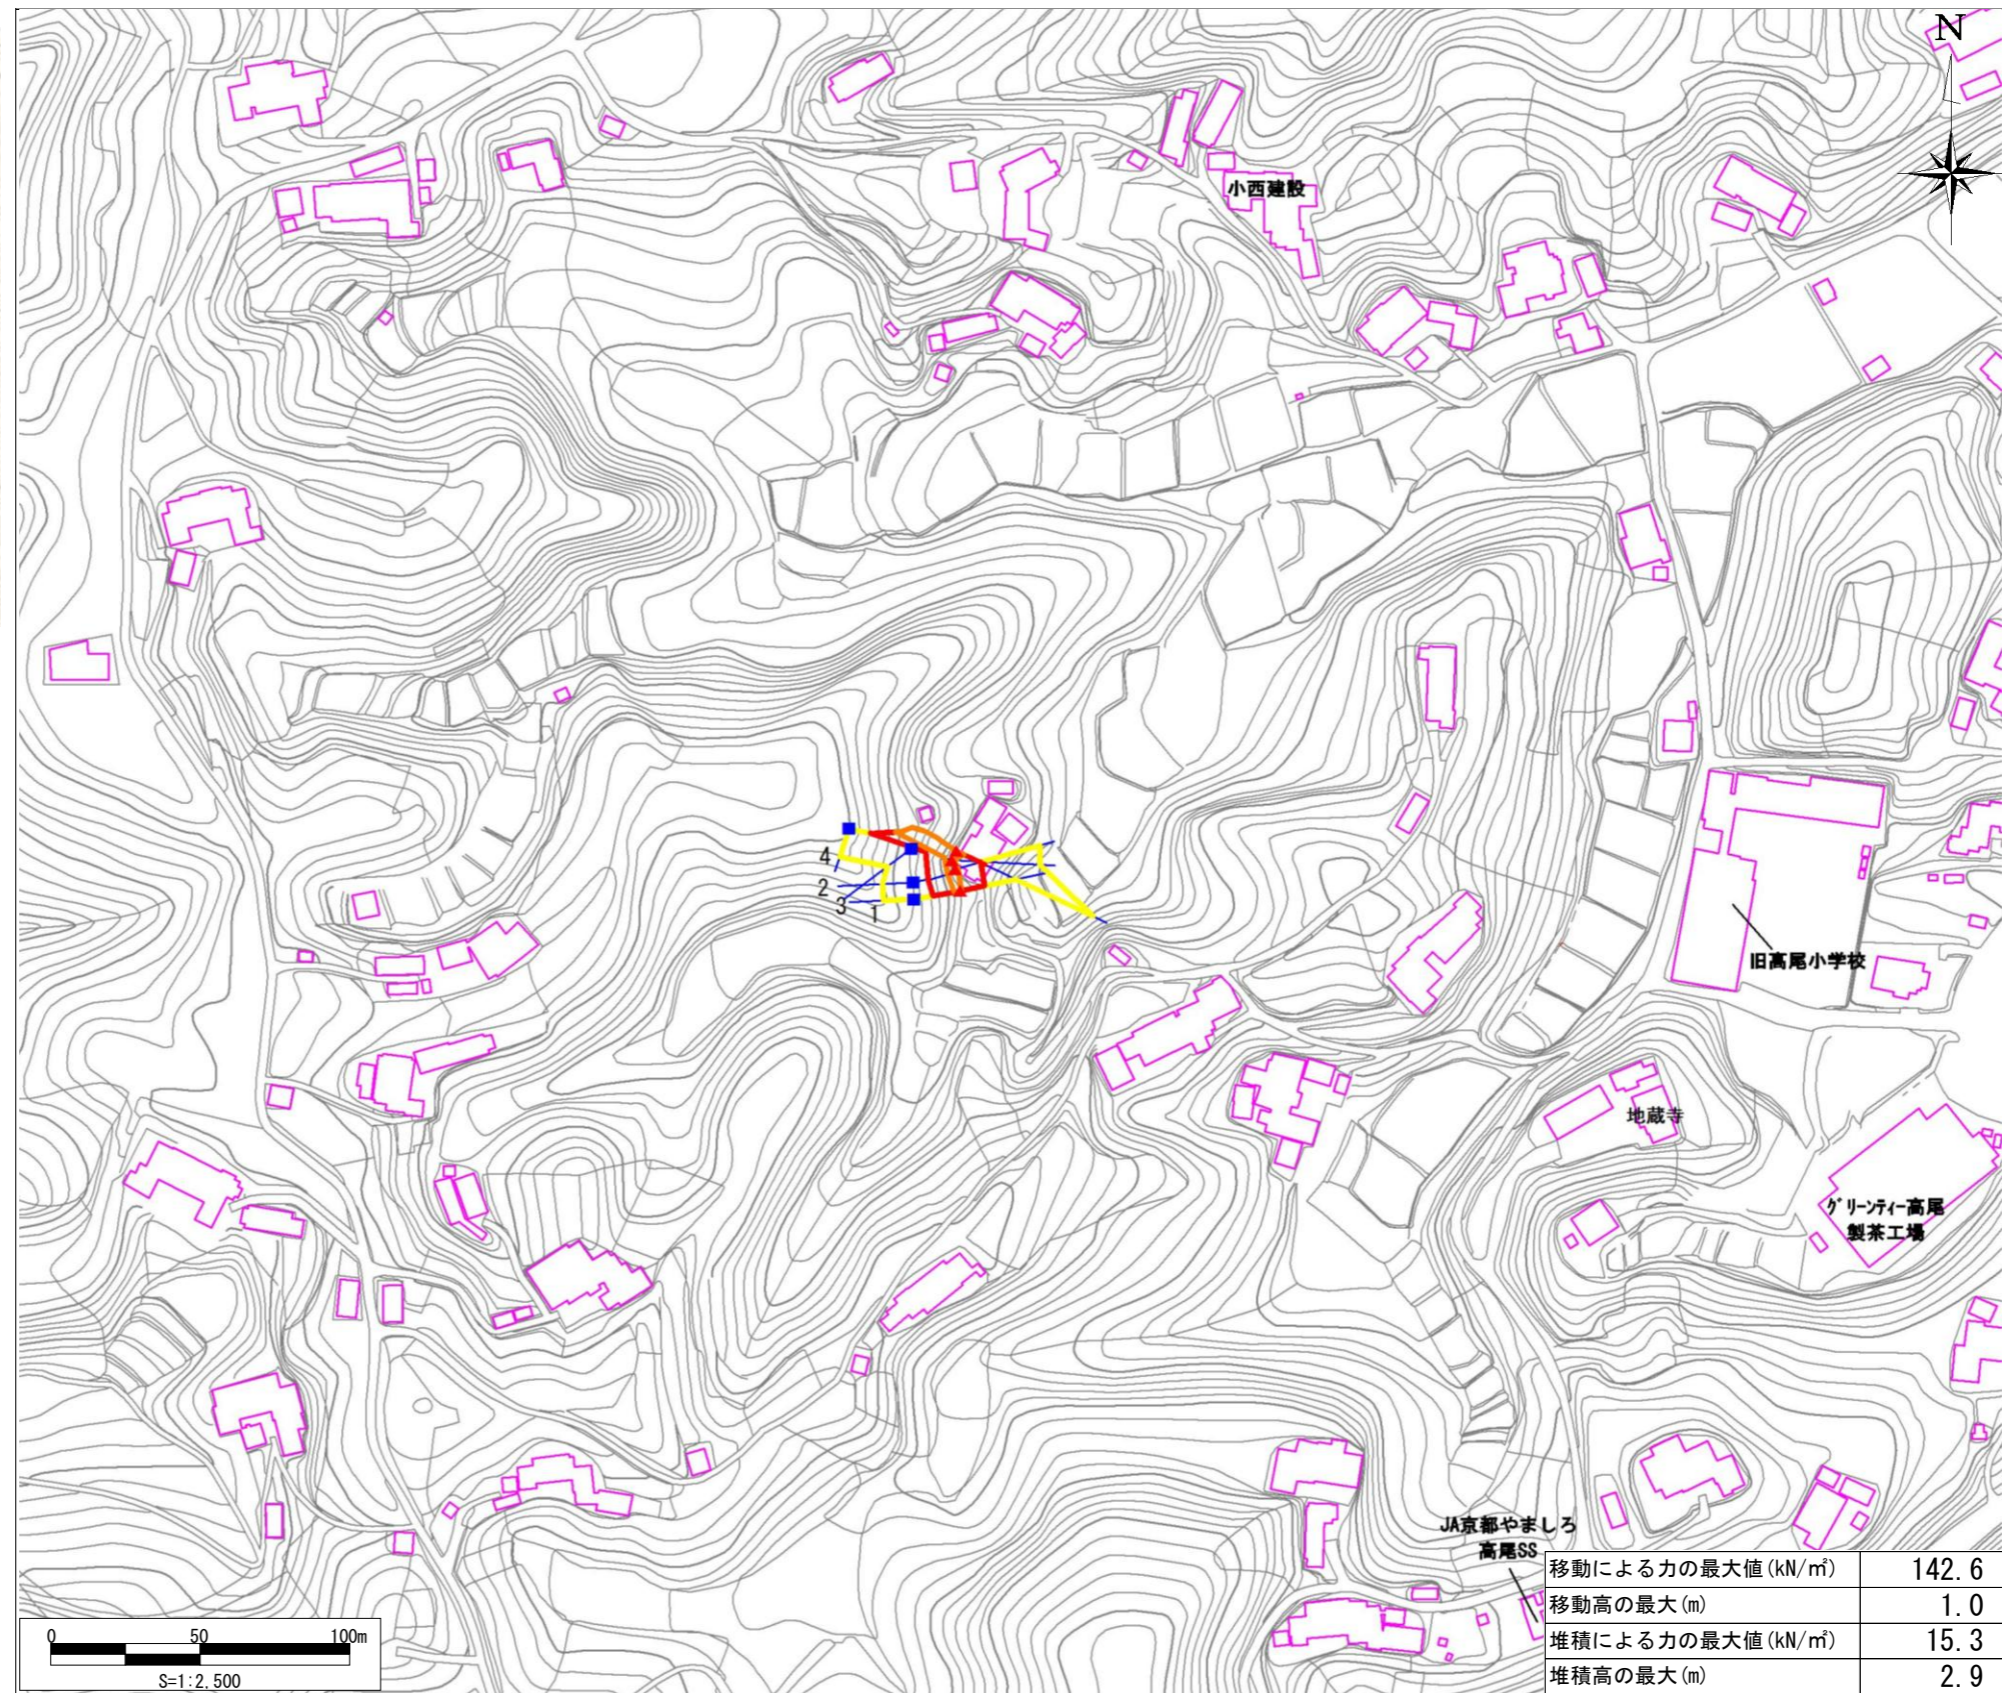 N
小西建設
4
2
3
1
旧高尾小学校
地蔵寺
グリーンティー高尾
製茶工場
JA京都やましろ
高尾SS
移動による力の最大値(kN/㎡) 142.6
移動高の最大(m) 1.0
堆積による力の最大値(kN/㎡) 15.3
堆積高の最大(m) 2.9
0 50 100m
S=1:2,500